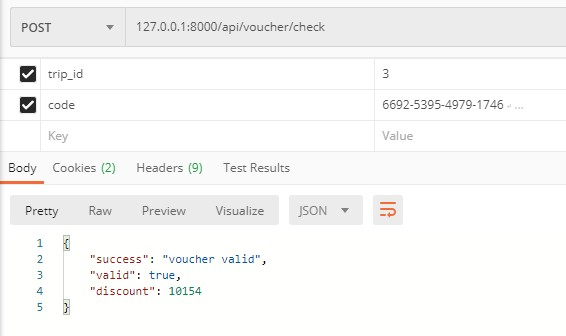 POST 127.0.0.1:8000/api/voucher/check
trip_id 3
code 6692-5395-4979-1746 ...
Key Value
Body Cookies (2) Headers (9) Test Results
Pretty Raw Preview Visualize JSON
1 {
2 "success": "voucher valid",
3 "valid": true,
4 "discount": 10154
5 }